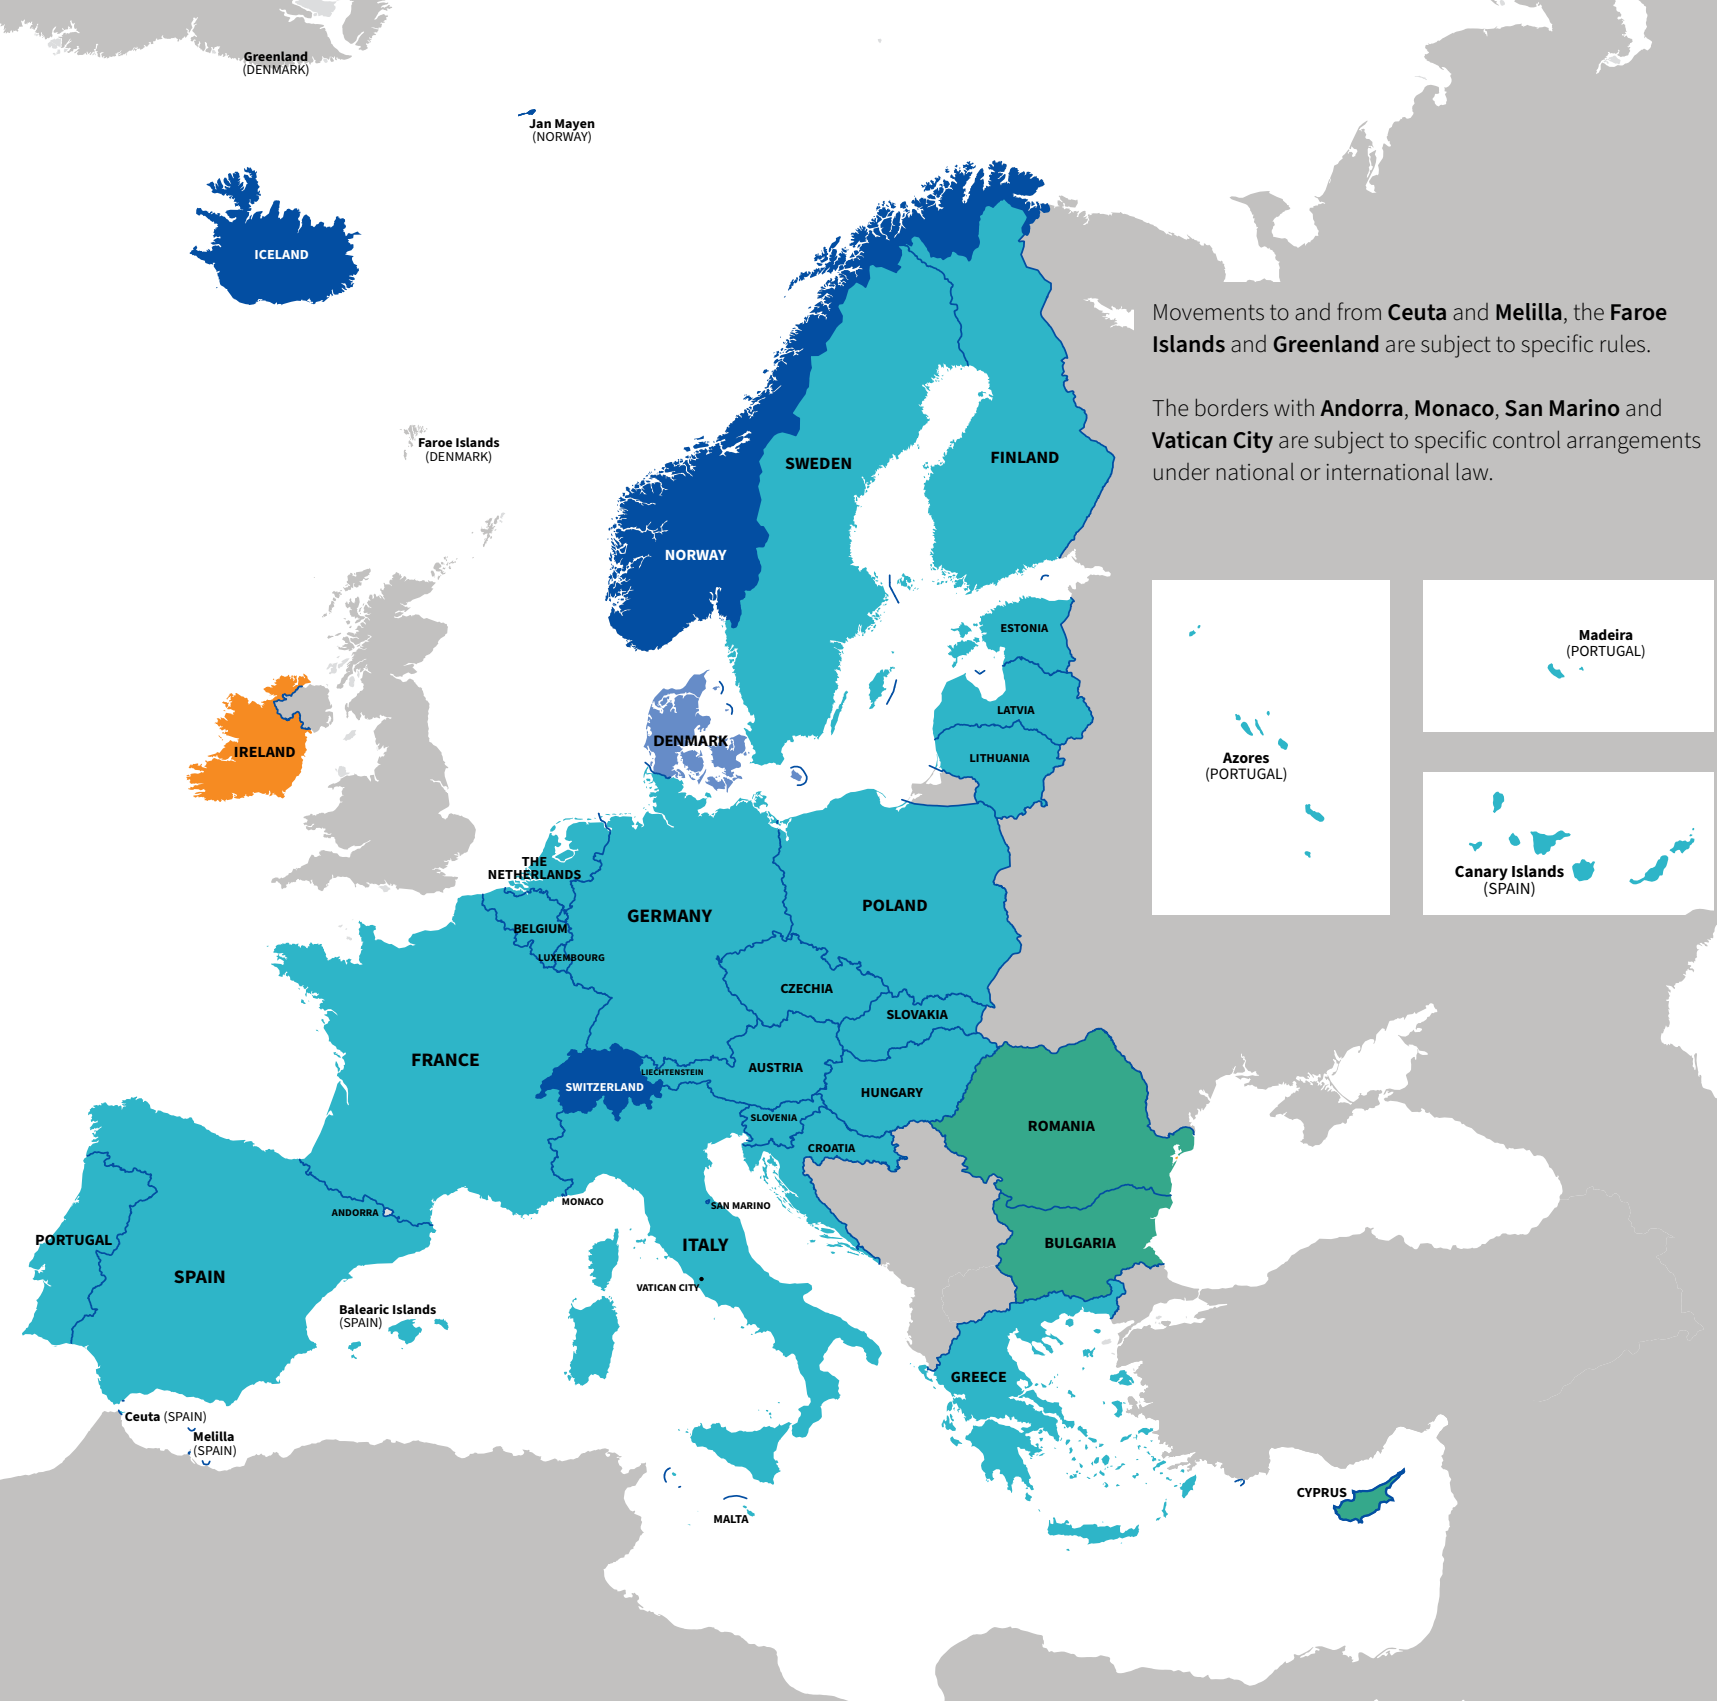 Greenland
(DENMARK)
Jan Mayen
(NORWAY)
ICELAND
Movements to and from Ceuta and Melilla, the Faroe
Islands and Greenland are subject to specific rules.
The borders with Andorra, Monaco, San Marino and
Vatican City are subject to specific control arrangements
under national or international law.
Faroe Islands
(DENMARK)
SWEDEN
FINLAND
NORWAY
ESTONIA
Madeira
(PORTUGAL)
LATVIA
IRELAND
DENMARK
LITHUANIA
Azores
(PORTUGAL)
THE
NETHERLANDS
Canary Islands
(SPAIN)
GERMANY
POLAND
BELGIUM
LUXEMBOURG
CZECHIA
SLOVAKIA
FRANCE
AUSTRIA
LIECHTENSTEIN
SWITZERLAND
HUNGARY
SLOVENIA
ROMANIA
CROATIA
MONACO
SAN MARINO
ANDORRA
PORTUGAL
ITALY
BULGARIA
SPAIN
VATICAN CITY
Balearic Islands
(SPAIN)
GREECE
Ceuta (SPAIN)
Melilla
(SPAIN)
CYPRUS
MALTA